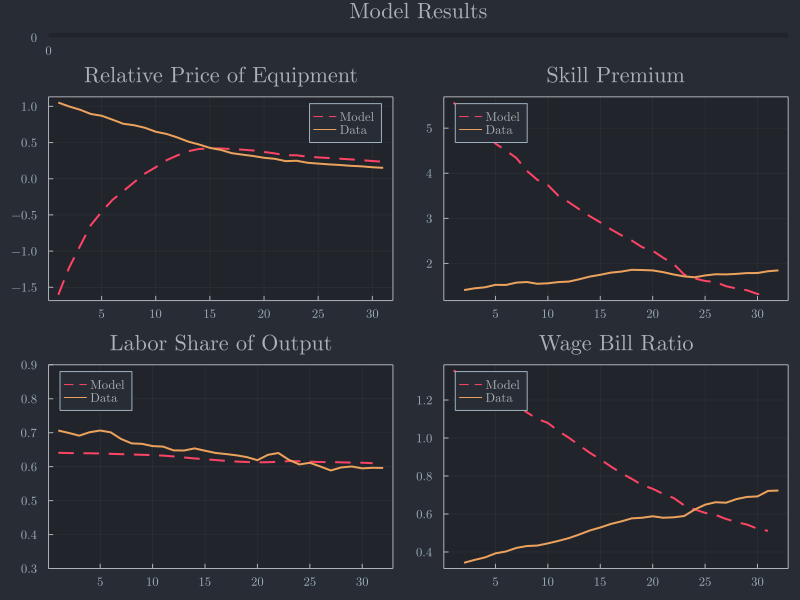 Model Results
0
0
Relative Price of Equipment
Skill Premium
1.0
0.5
0.0
−0.5
−1.0
−1.5
Model
Data
5 10 15 20 25 30
5
4
3
2
Model
Data
5 10 15 20 25 30
Labor Share of Output
Wage Bill Ratio
0.9
0.8
0.7
0.6
0.5
0.4
0.3
Model
Data
5 10 15 20 25 30
1.2
1.0
0.8
0.6
0.4
Model
Data
5 10 15 20 25 30